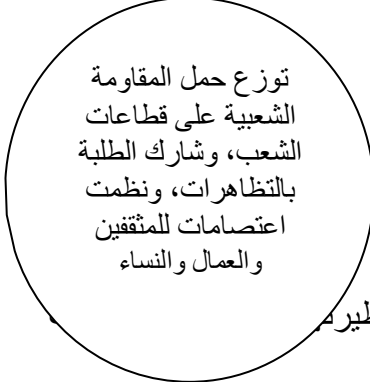 توزع حمل المقاومة
الشعبية على قطاعات
الشعب، وشارك الطلبة
بالتظاهرات، ونظمت
اعتصامات للمثقفين
والعمال والنساء